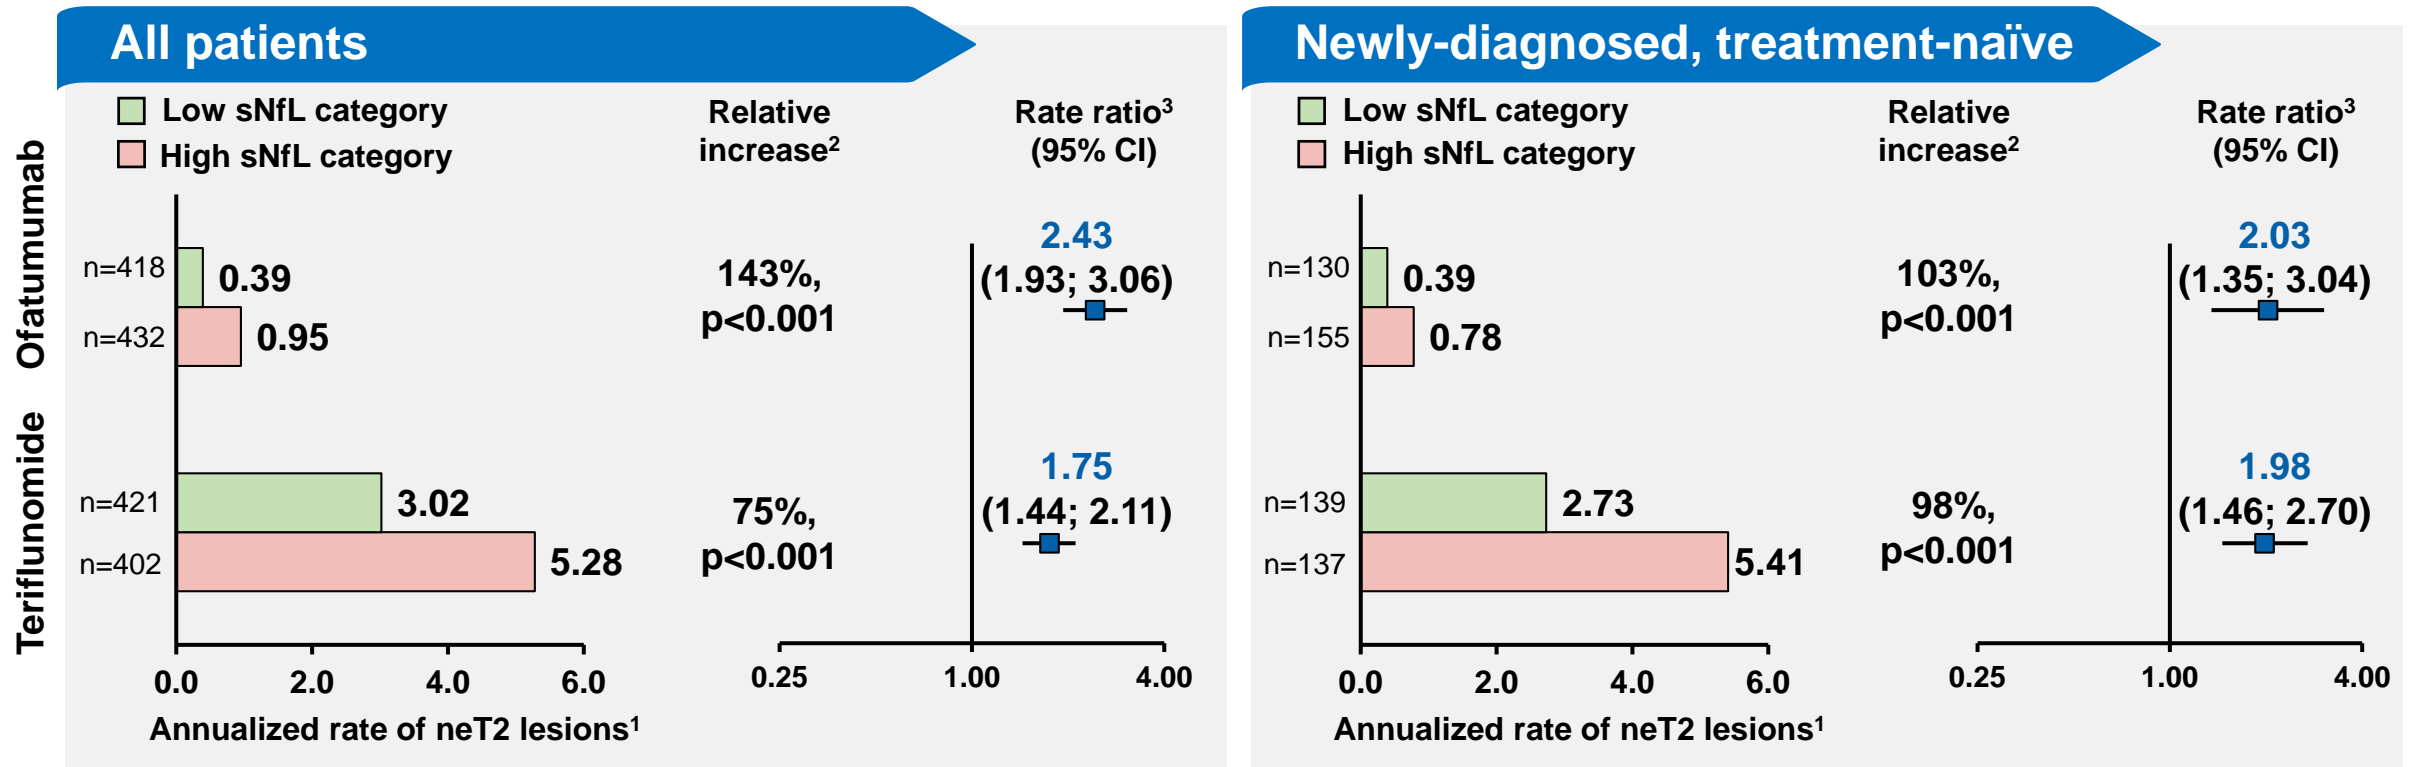 All patients
Low sNfL category
High sNfL category
Relative
increase²
Rate ratio³
(95% CI)
Ofatumumab
n=418
0.39
n=432
0.95
143%,
p<0.001
2.43
(1.93; 3.06)
Teriflunomide
n=421
3.02
n=402
5.28
75%,
p<0.001
1.75
(1.44; 2.11)
0.0 2.0 4.0 6.0
0.25 1.00 4.00
Annualized rate of neT2 lesions¹
Newly-diagnosed, treatment-naïve
Low sNfL category
High sNfL category
Relative
increase²
Rate ratio³
(95% CI)
n=130
0.39
n=155
0.78
103%,
p<0.001
2.03
(1.35; 3.04)
n=139
2.73
n=137
5.41
98%,
p<0.001
1.98
(1.46; 2.70)
0.0 2.0 4.0 6.0
0.25 1.00 4.00
Annualized rate of neT2 lesions¹